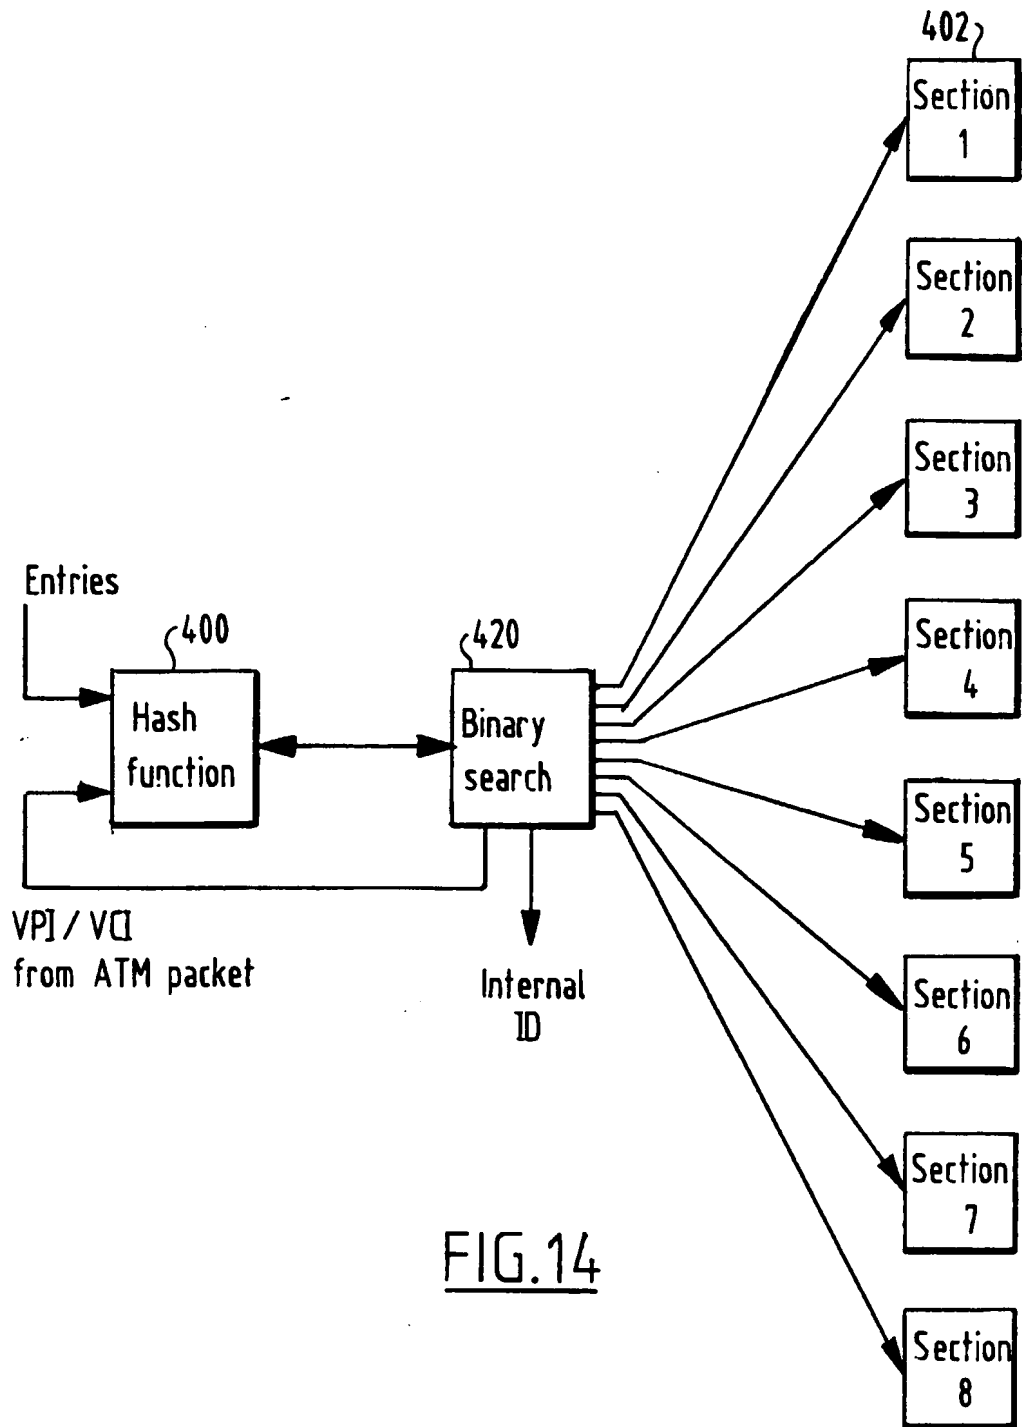 402
Section
1
Section
2
Section
3
Section
4
Section
5
Section
6
Section
7
Section
8
Entries
400
Hash
function
420
Binary
search
VPI / VCI
from ATM packet
Internal
ID
FIG.14